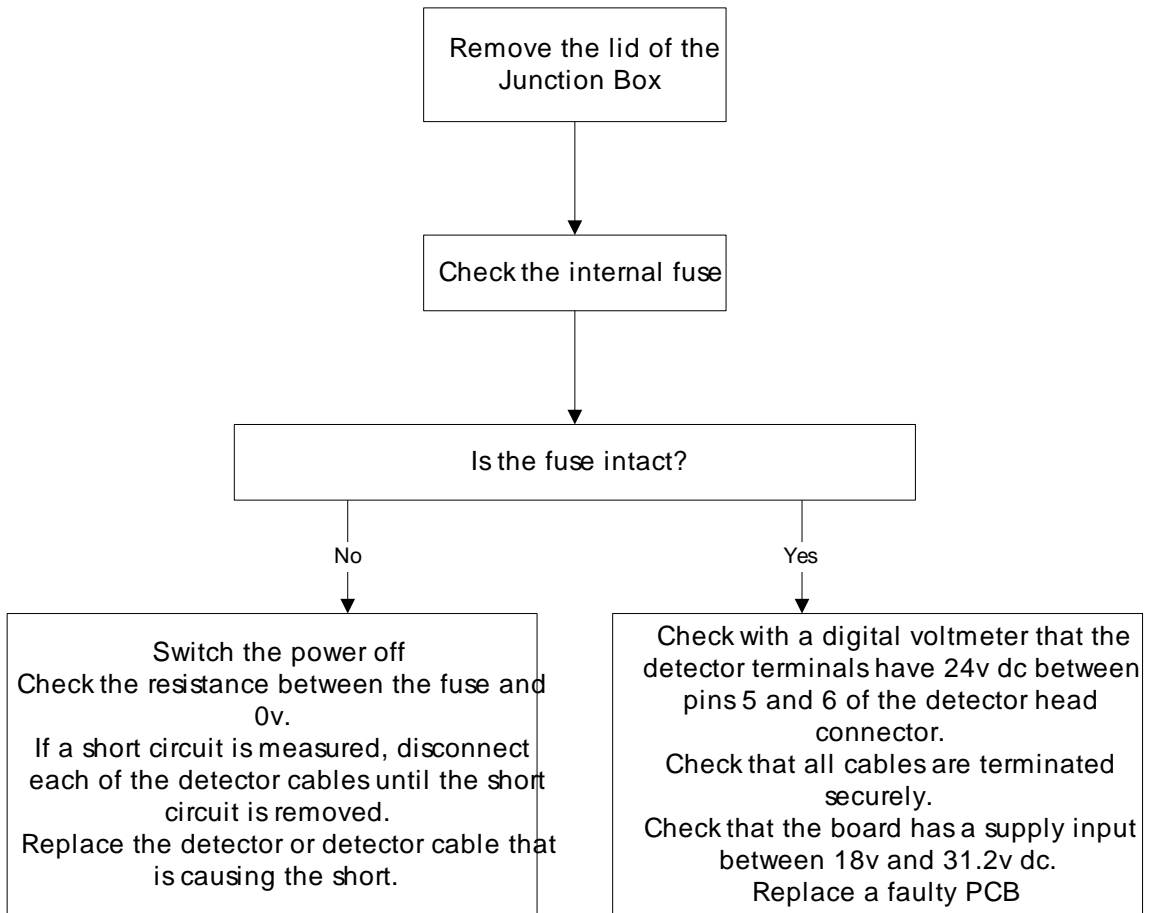 Remove the lid of the
Junction Box
Check the internal fuse
Is the fuse intact?
No
Yes
Switch the power off
Check the resistance between the fuse and
0v.
If a short circuit is measured, disconnect
each of the detector cables until the short
circuit is removed.
Replace the detector or detector cable that
is causing the short.
Check with a digital voltmeter that the
detector terminals have 24v dc between
pins 5 and 6 of the detector head
connector.
Check that all cables are terminated
securely.
Check that the board has a supply input
between 18v and 31.2v dc.
Replace a faulty PCB